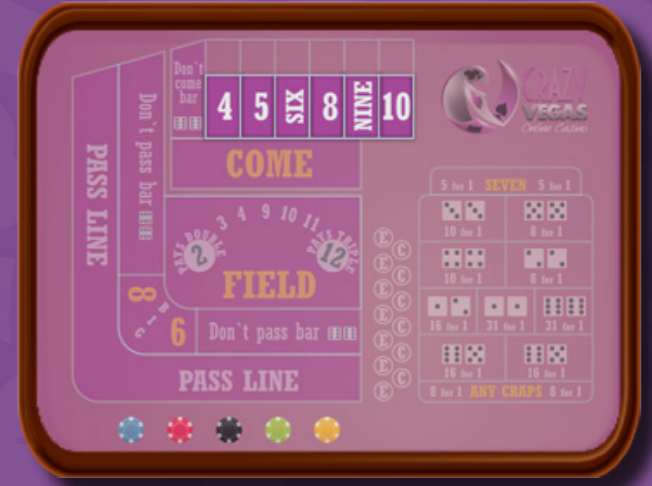 Don't
come
bar
4 5 SIX 8 NINE 10
CRAZY
VEGAS
Online Casino
COME
PASS LINE
Don't pass bar
3 4 9 10 11
PAYS DOUBLE
2
PAYS TRIPLE
12
FIELD
BIG
8
6
Don't pass bar
PASS LINE
E C
E C
E C
E C
E C
E C
E C
5 for 1 SEVEN 5 for 1
10 for 1 8 for 1
10 for 1 8 for 1
16 for 1 31 for 1 31 for 1
16 for 1 16 for 1
8 for 1 ANY CRAPS 8 for 1